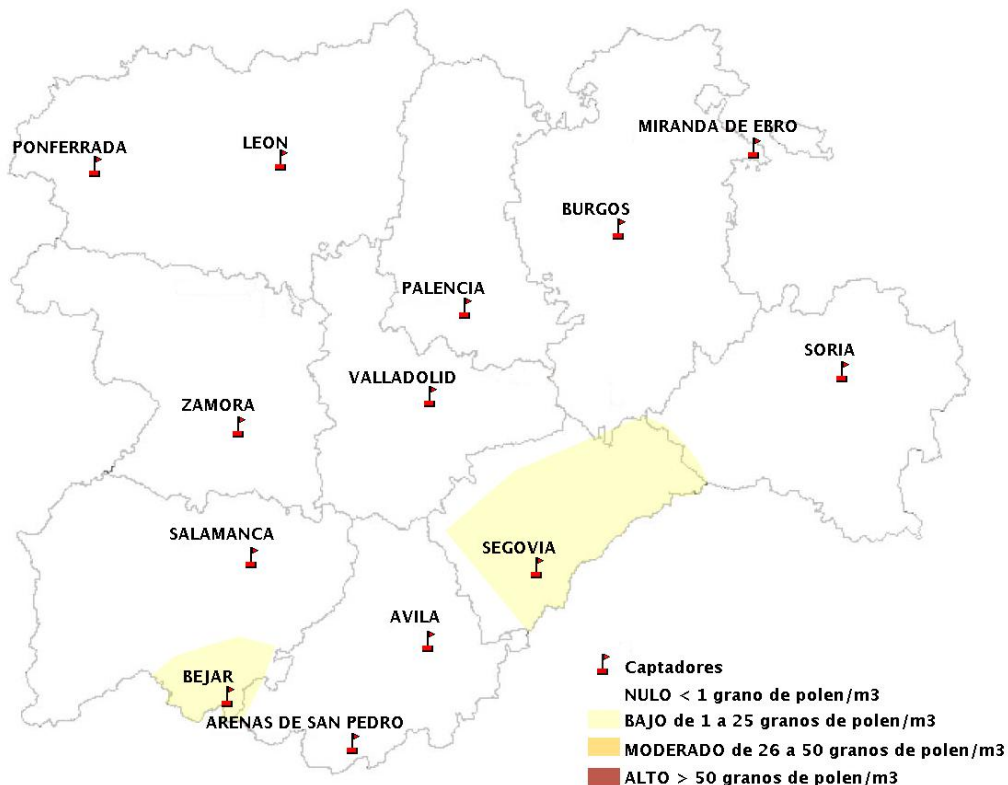 MIRANDA DE EBRO
PONFERRADA
LEON
BURGOS
PALENCIA
SORIA
VALLADOLID
ZAMORA
SALAMANCA
SEGOVIA
AVILA
BEJAR
ARENAS DE SAN PEDRO
Captadores
NULO < 1 grano de polen/m3
BAJO de 1 a 25 granos de polen/m3
MODERADO de 26 a 50 granos de polen/m3
ALTO > 50 granos de polen/m3